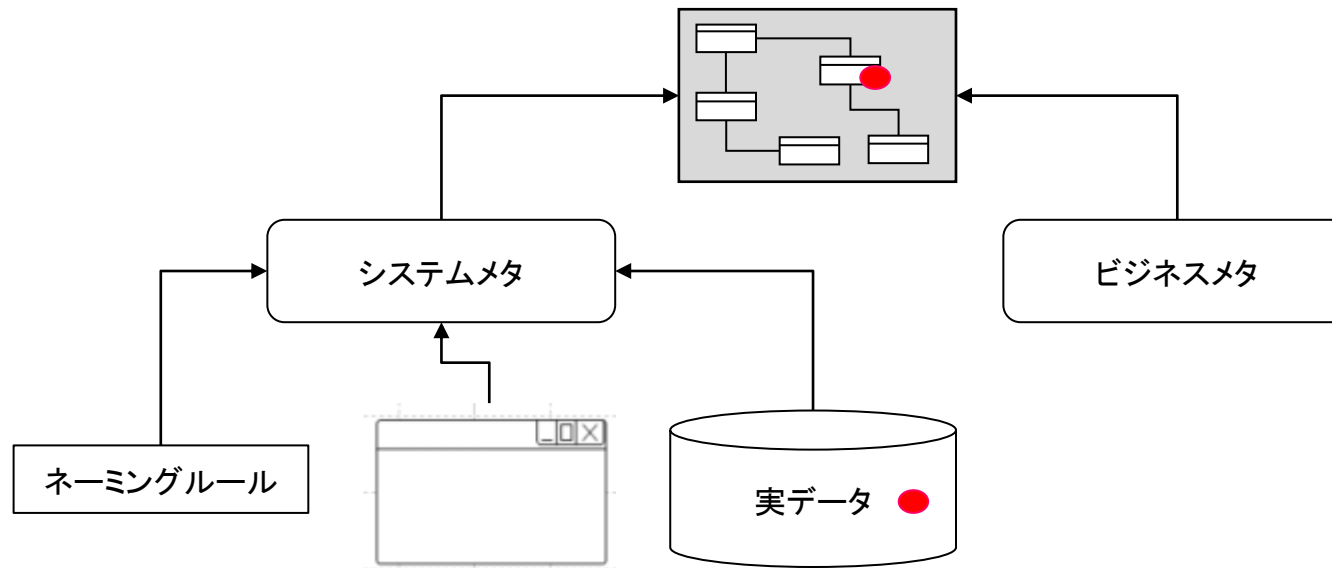 システムメタ
ビジネスメタ
ネーミングルール
実データ